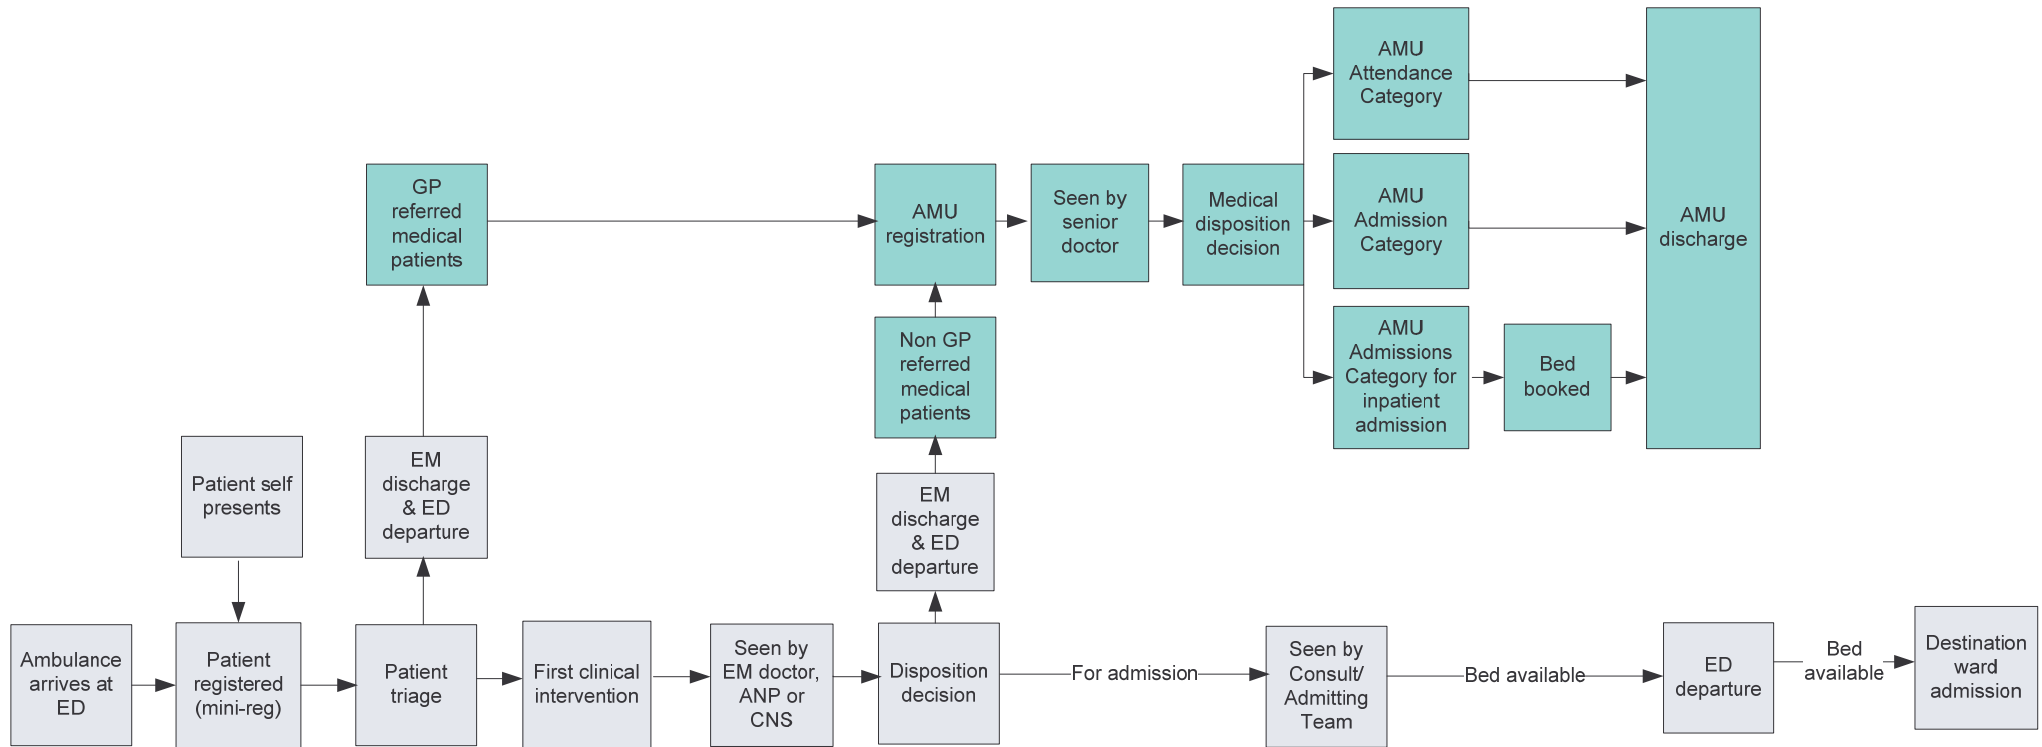 AMU
Attendance
Category
GP
referred
medical
patients
AMU
registration
Seen by
senior
doctor
Medical
disposition
decision
AMU
Admission
Category
AMU
discharge
Non GP
referred
medical
patients
AMU
Admissions
Category for
inpatient
admission
Bed
booked
Patient self
presents
EM
discharge
& ED
departure
EM
discharge
& ED
departure
Ambulance
arrives at
ED
Patient
registered
(mini-reg)
Patient
triage
First clinical
intervention
Seen by
EM doctor,
ANP or
CNS
Disposition
decision
For admission
Seen by
Consult/
Admitting
Team
Bed available
ED
departure
Bed
available
Destination
ward
admission